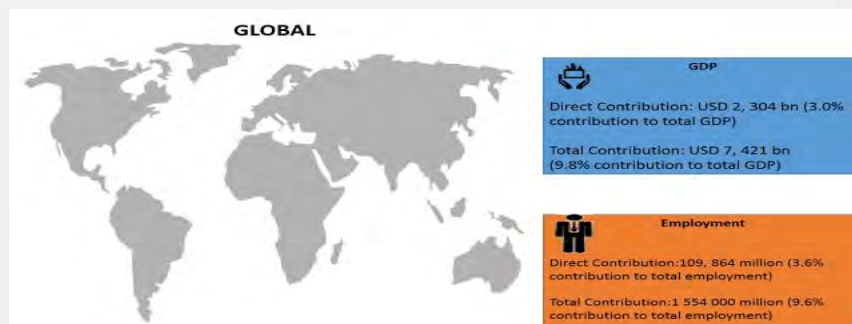 GLOBAL
GDP
Direct Contribution: USD 2, 304 bn (3.0%
contribution to total GDP)
Total Contribution: USD 7, 421 bn
(9.8% contribution to total GDP)
Employment
Direct Contribution:109, 864 million (3.6%
contribution to total employment)
Total Contribution:1 554 000 million (9.6%
contribution to total employment)